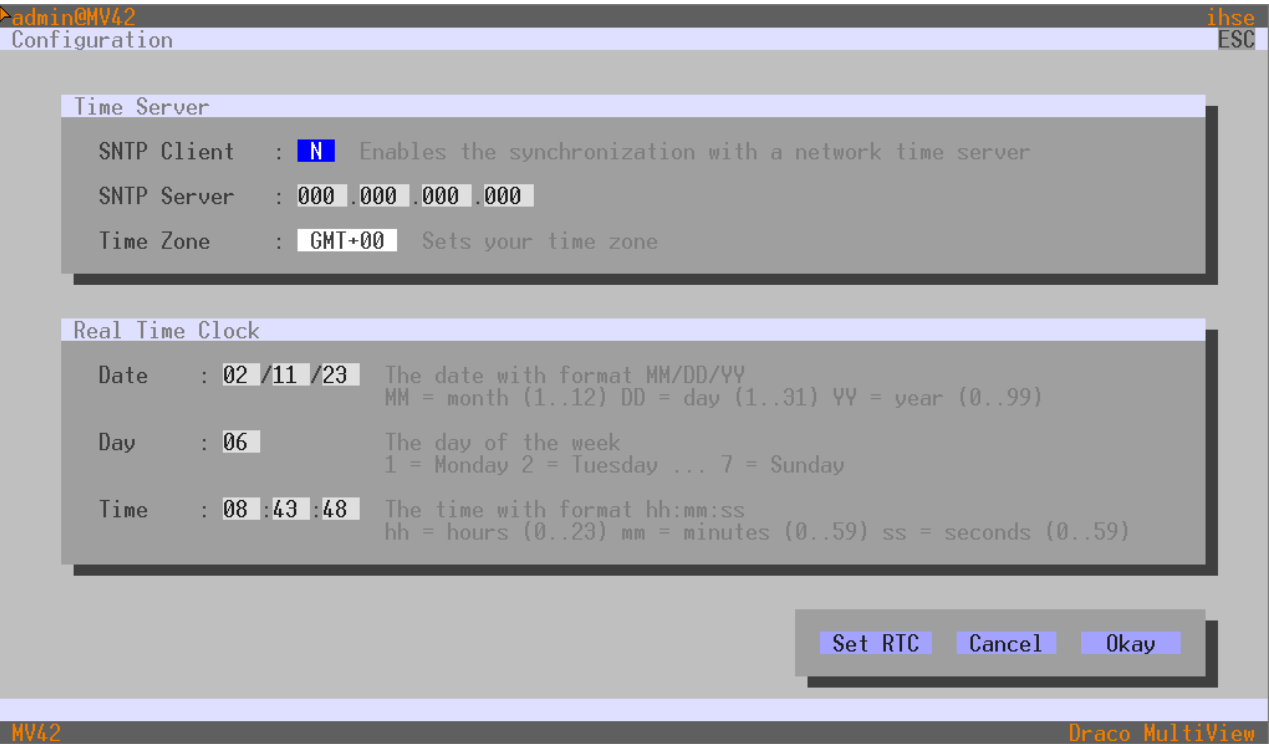 admin@MV42 ihse
Configuration ESC
Time Server
SNTP Client : N Enables the synchronization with a network time server
SNTP Server : 000 .000 .000 .000
Time Zone : GMT+00 Sets your time zone
Real Time Clock
Date : 02 /11 /23 The date with format MM/DD/YY
MM = month (1..12) DD = day (1..31) YY = year (0..99)
Day : 06 The day of the week
1 = Monday 2 = Tuesday ... 7 = Sunday
Time : 08 :43 :48 The time with format hh:mm:ss
hh = hours (0..23) mm = minutes (0..59) ss = seconds (0..59)
Set RTC Cancel Okay
MV42 Draco MultiView